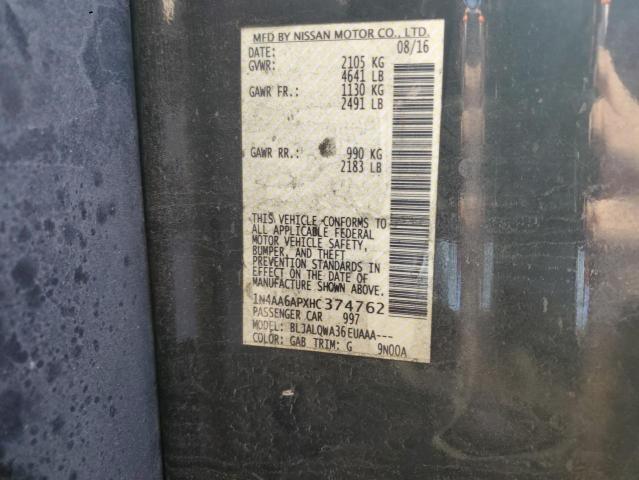 MFD BY NISSAN MOTOR CO., LTD.
DATE: 08/16
GVWR: 2105 KG
4641 LB
GAWR FR.: 1130 KG
2491 LB
GAWR RR.: 990 KG
2183 LB
THIS VEHICLE CONFORMS TO
ALL APPLICABLE FEDERAL
MOTOR VEHICLE SAFETY,
BUMPER, AND THEFT
PREVENTION STANDARDS IN
EFFECT ON THE DATE OF
MANUFACTURE SHOWN ABOVE.
1N4AA6APXHC374762
PASSENGER CAR 997
MODEL: BLJALQWA36EUAAA---
COLOR: GAB TRIM: G 9N00A